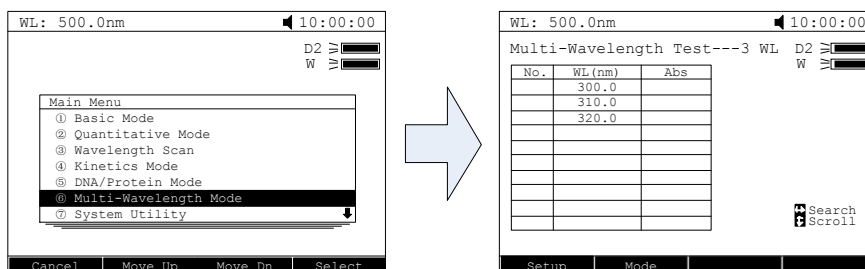 WL: 500.0nm 10:00:00
D2
W
Main Menu
① Basic Mode
② Quantitative Mode
③ Wavelength Scan
④ Kinetics Mode
⑤ DNA/Protein Mode
⑥ Multi-Wavelength Mode
⑦ System Utility
Cancel Move Up Move Dn Select
WL: 500.0nm 10:00:00
Multi-Wavelength Test---3 WL D2
W
No. WL(nm) Abs
300.0
310.0
320.0
Search
Scroll
Setup Mode